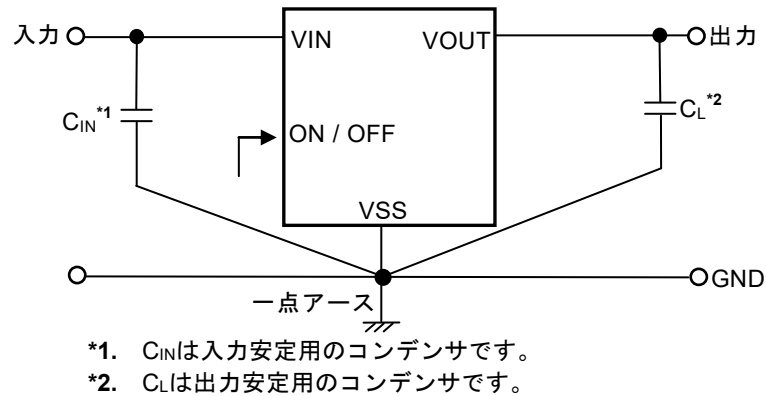 入力
VIN
VOUT
出力
CIN*1
CL*2
ON / OFF
VSS
GND
一点アース
*1. CINは入力安定用のコンデンサです。
*2. CLは出力安定用のコンデンサです。